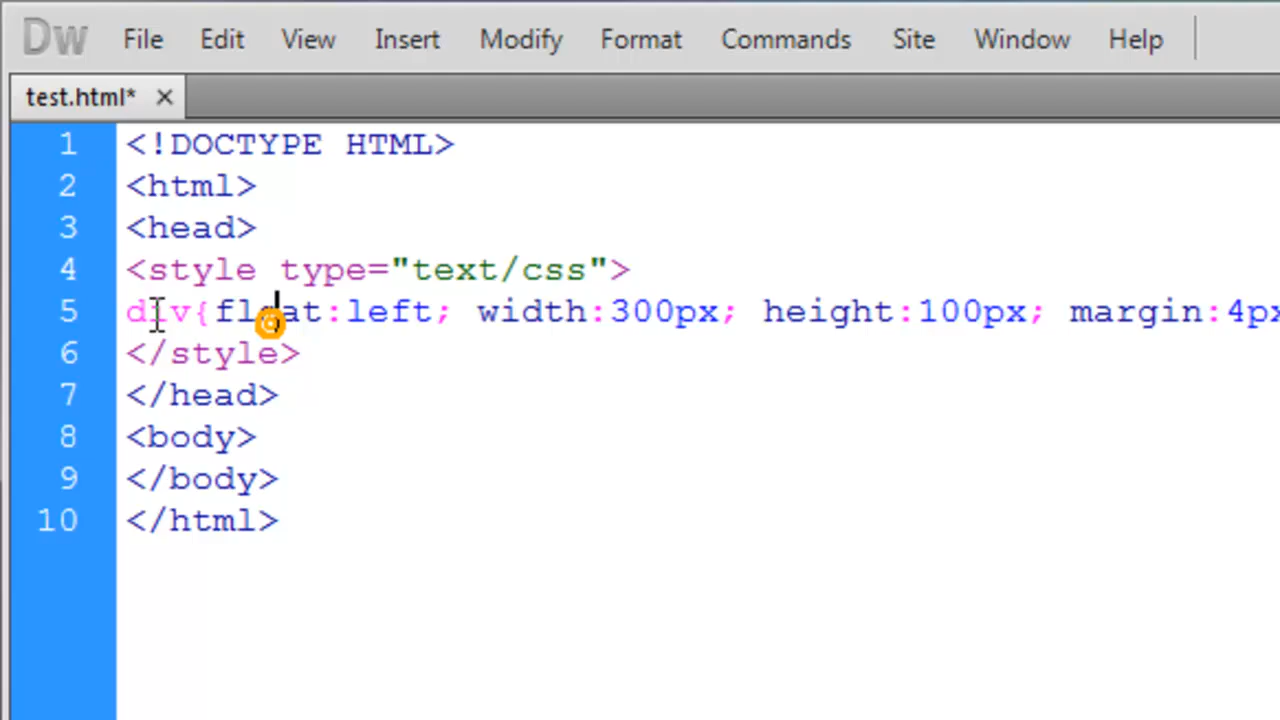 Dw File Edit View Insert Modify Format Commands Site Window Help
test.html*
1 <!DOCTYPE HTML>
2 <html>
3 <head>
4 <style type="text/css">
5 div{float:left; width:300px; height:100px; margin:4px
6 </style>
7 </head>
8 <body>
9 </body>
10 </html>